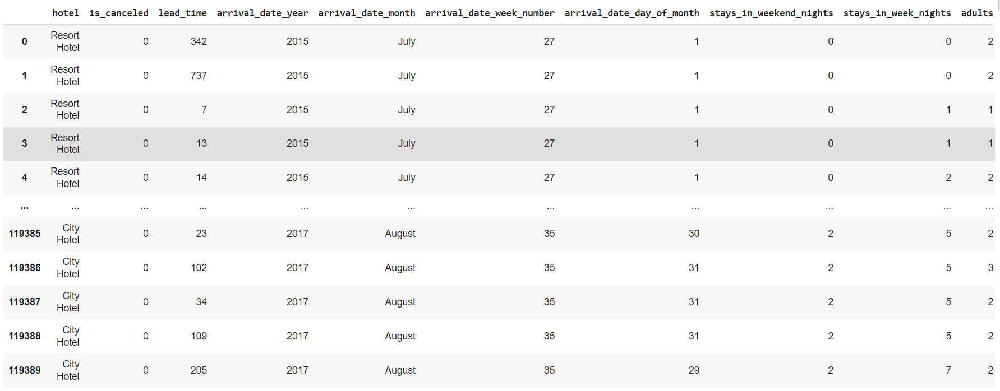 hotel is_canceled lead_time arrival_date_year arrival_date_month arrival_date_week_number arrival_date_day_of_month stays_in_weekend_nights stays_in_week_nights adults
0 Resort Hotel 0 342 2015 July 27 1 0 0 2
1 Resort Hotel 0 737 2015 July 27 1 0 0 2
2 Resort Hotel 0 7 2015 July 27 1 0 1 1
3 Resort Hotel 0 13 2015 July 27 1 0 1 1
4 Resort Hotel 0 14 2015 July 27 1 0 2 2
... ... ... ... ... ... ... ... ... ... ...
119385 City Hotel 0 23 2017 August 35 30 2 5 2
119386 City Hotel 0 102 2017 August 35 31 2 5 3
119387 City Hotel 0 34 2017 August 35 31 2 5 2
119388 City Hotel 0 109 2017 August 35 31 2 5 2
119389 City Hotel 0 205 2017 August 35 29 2 7 2